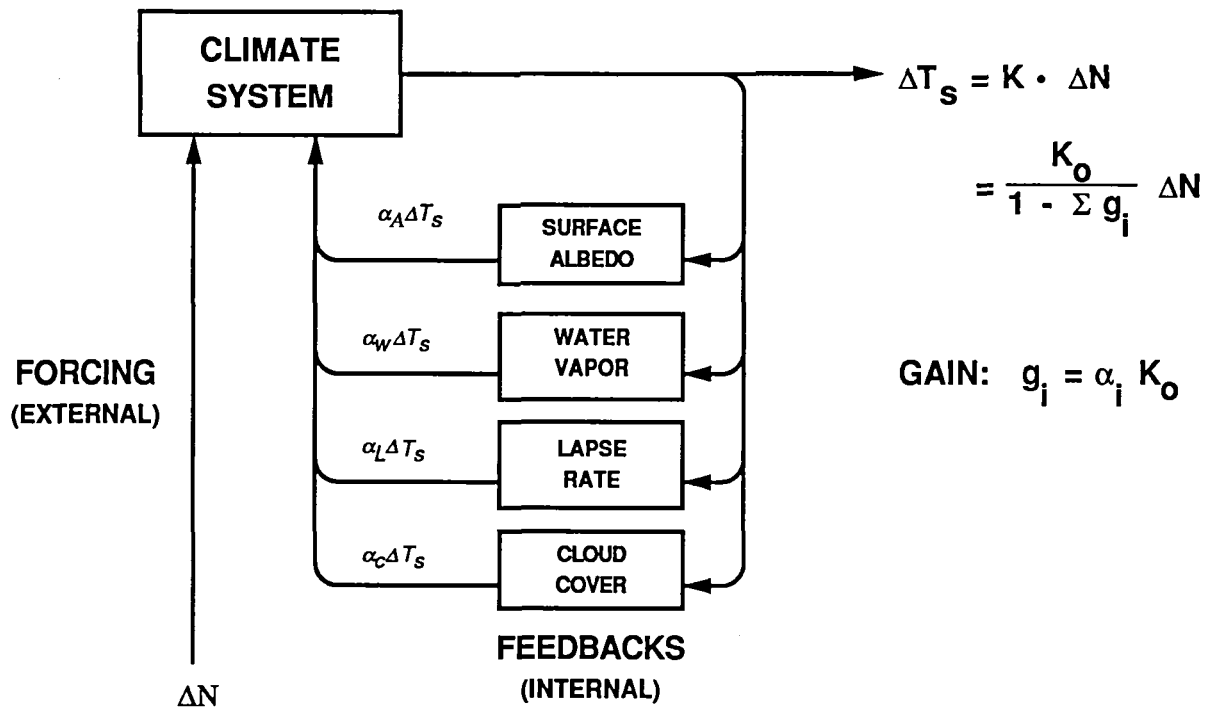 CLIMATE
SYSTEM
ΔT_s = K · ΔN
= K_o / (1 - Σ g_i) ΔN
α_A ΔT_S
SURFACE
ALBEDO
α_W ΔT_S
WATER
VAPOR
FORCING
(EXTERNAL)
GAIN: g_i = α_i K_o
α_L ΔT_S
LAPSE
RATE
α_C ΔT_S
CLOUD
COVER
FEEDBACKS
(INTERNAL)
ΔN